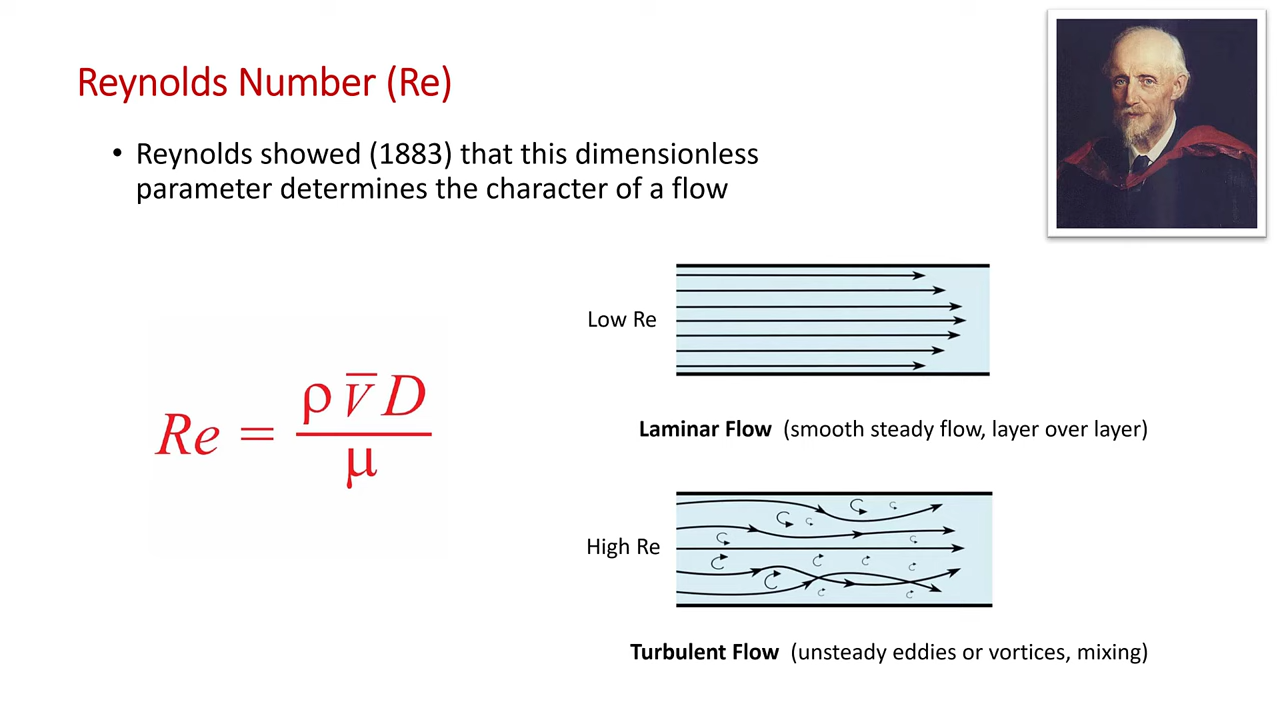 Reynolds Number (Re)
• Reynolds showed (1883) that this dimensionless
parameter determines the character of a flow
Re = ρ V̅ D / μ
Low Re
Laminar Flow (smooth steady flow, layer over layer)
High Re
Turbulent Flow (unsteady eddies or vortices, mixing)